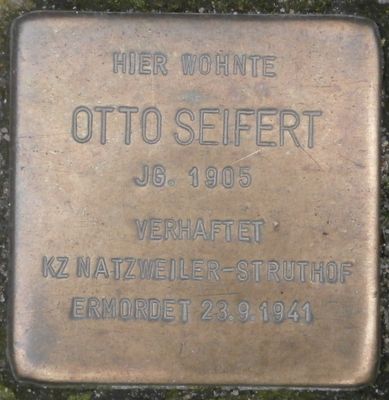 HIER WOHNTE
OTTO SEIFERT
JG. 1905
VERHAFTET
KZ NATZWEILER-STRUTHOF
ERMORDET 23.9.1941